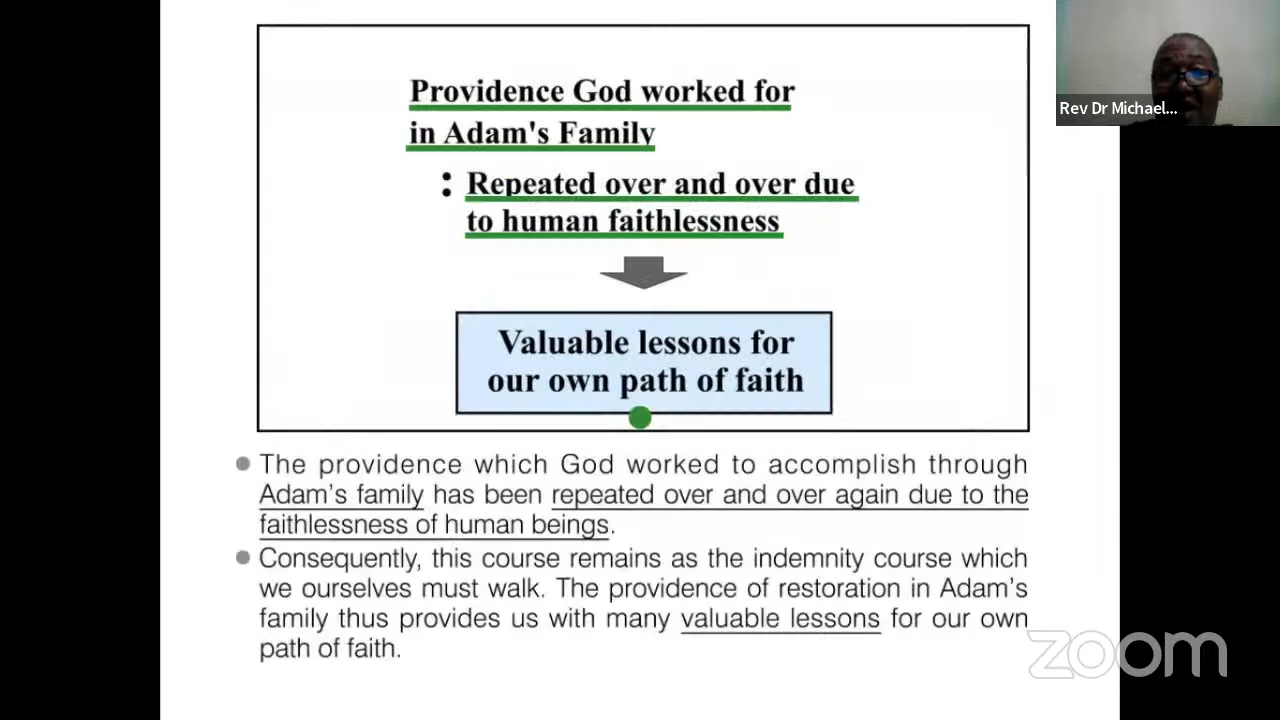 Providence God worked for
in Adam's Family
: Repeated over and over due
to human faithlessness
Valuable lessons for
our own path of faith
The providence which God worked to accomplish through
Adam's family has been repeated over and over again due to the
faithlessness of human beings.
Consequently, this course remains as the indemnity course which
we ourselves must walk. The providence of restoration in Adam's
family thus provides us with many valuable lessons for our own
path of faith.
Rev Dr Michael...
zoom